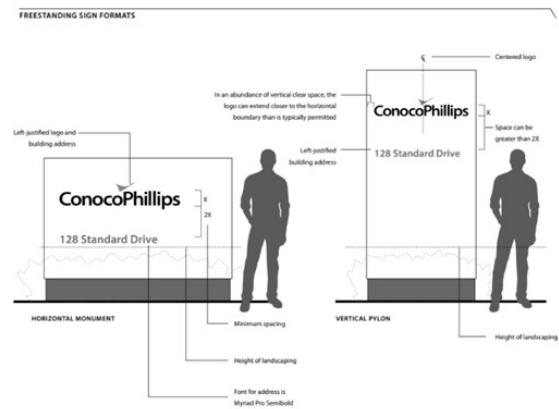 FREESTANDING SIGN FORMATS
Left-justified logo and
building address
ConocoPhillips
X
2X
128 Standard Drive
HORIZONTAL MONUMENT
Minimum spacing
Height of landscaping
Font for address is
Myriad Pro Semibold
Centered logo
In an abundance of vertical clear space, the
logo can extend closer to the horizontal
boundary than is typically permitted
ConocoPhillips
X
Space can be
greater than 2X
Left-justified
building address
128 Standard Drive
VERTICAL PYLON
Height of landscaping